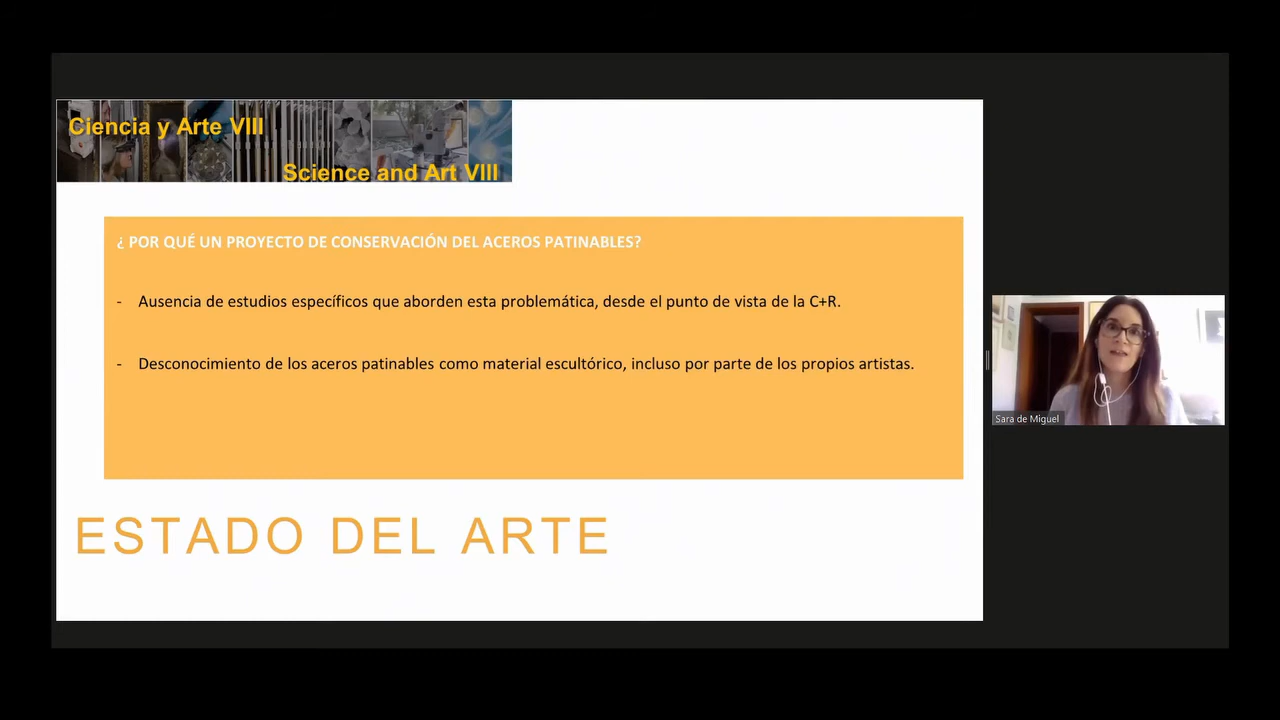 Ciencia y Arte VIII
Science and Art VIII
¿ POR QUÉ UN PROYECTO DE CONSERVACIÓN DEL ACEROS PATINABLES?
- Ausencia de estudios específicos que aborden esta problemática, desde el punto de vista de la C+R.
- Desconocimiento de los aceros patinables como material escultórico, incluso por parte de los propios artistas.
ESTADO DEL ARTE
Sara de Miguel